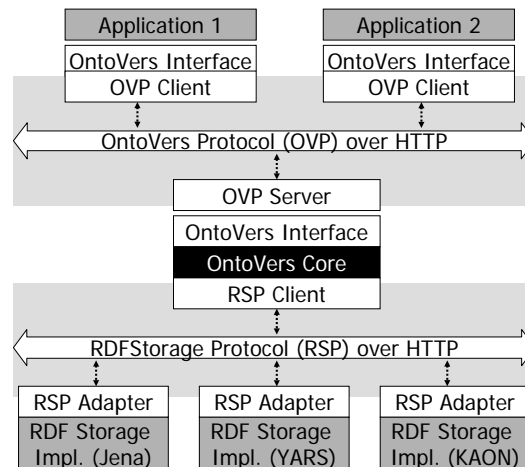 Application 1
Application 2
OntoVers Interface
OntoVers Interface
OVP Client
OVP Client
OntoVers Protocol (OVP) over HTTP
OVP Server
OntoVers Interface
OntoVers Core
RSP Client
RDFStorage Protocol (RSP) over HTTP
RSP Adapter
RSP Adapter
RSP Adapter
RDF Storage
Impl. (Jena)
RDF Storage
Impl. (YARS)
RDF Storage
Impl. (KAON)